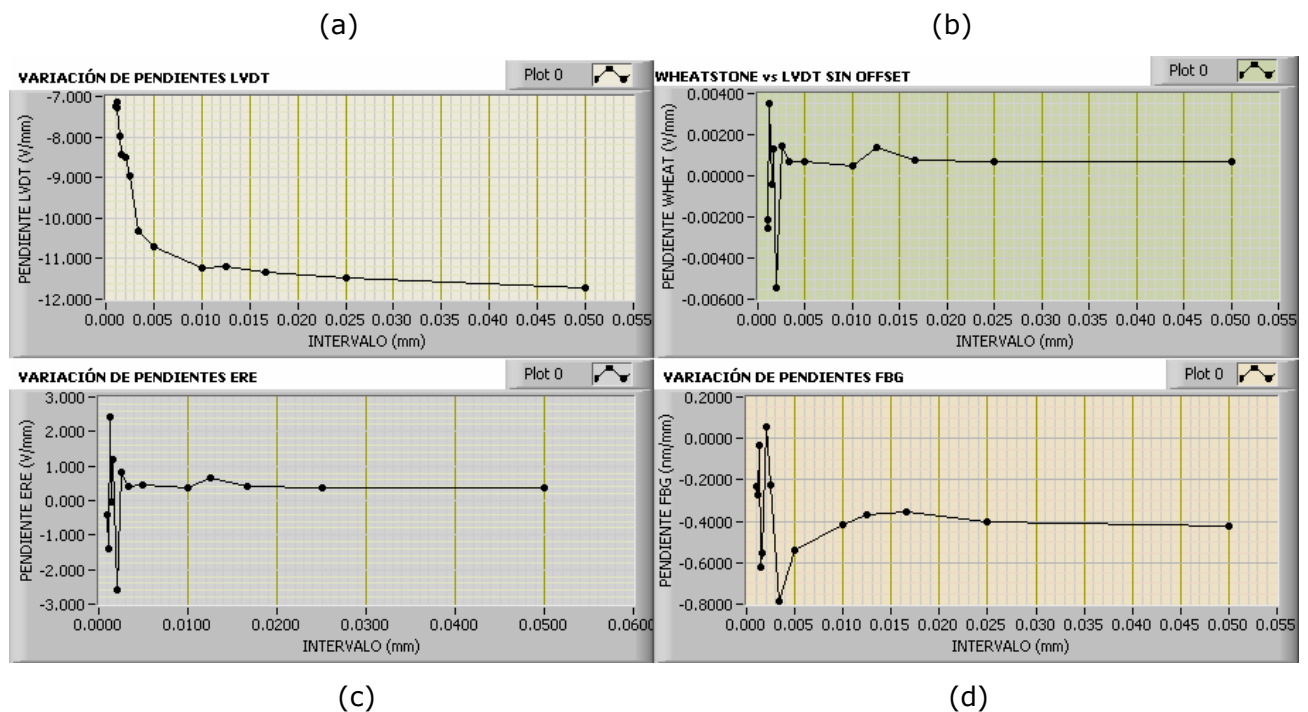 (a)
(b)
VARIACIÓN DE PENDIENTES LVDT
Plot 0
PENDIENTE LVDT (V/mm)
-7.000
-8.000
-9.000
-10.000
-11.000
-12.000
0.000 0.005 0.010 0.015 0.020 0.025 0.030 0.035 0.040 0.045 0.050 0.055
INTERVALO (mm)
WHEATSTONE vs LVDT SIN OFFSET
Plot 0
PENDIENTE WHEAT (V/mm)
0.00400
0.00200
0.00000
-0.00200
-0.00400
-0.00600
0.000 0.005 0.010 0.015 0.020 0.025 0.030 0.035 0.040 0.045 0.050 0.055
INTERVALO (mm)
VARIACIÓN DE PENDIENTES ERE
Plot 0
PENDIENTE ERE (V/mm)
3.000
2.000
1.000
0.000
-1.000
-2.000
-3.000
0.0000 0.0100 0.0200 0.0300 0.0400 0.0500 0.0600
INTERVALO (mm)
VARIACIÓN DE PENDIENTES FBG
Plot 0
PENDIENTE FBG (nm/mm)
0.2000
0.0000
-0.2000
-0.4000
-0.6000
-0.8000
0.000 0.005 0.010 0.015 0.020 0.025 0.030 0.035 0.040 0.045 0.050 0.055
INTERVALO (mm)
(c)
(d)